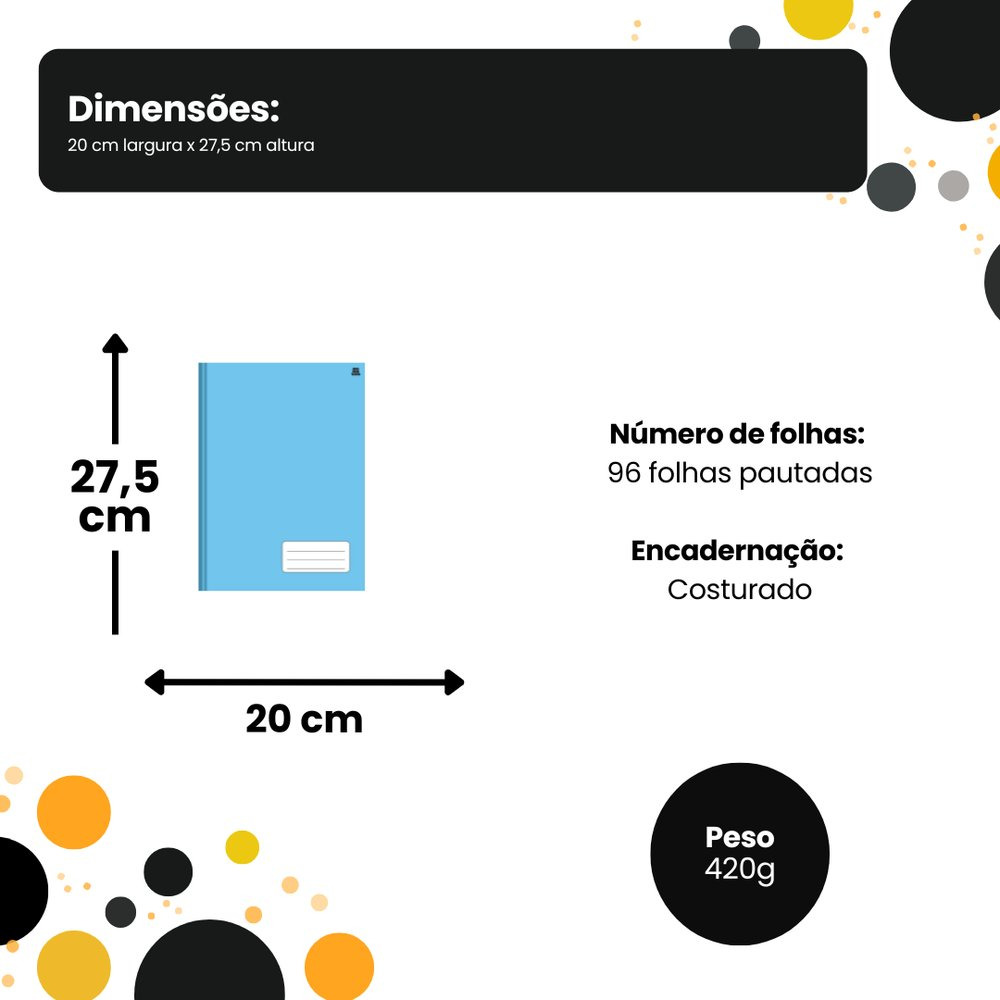 Dimensões:
20 cm largura x 27,5 cm altura
27,5
cm
20 cm
Número de folhas:
96 folhas pautadas
Encadernação:
Costurado
Peso
420g